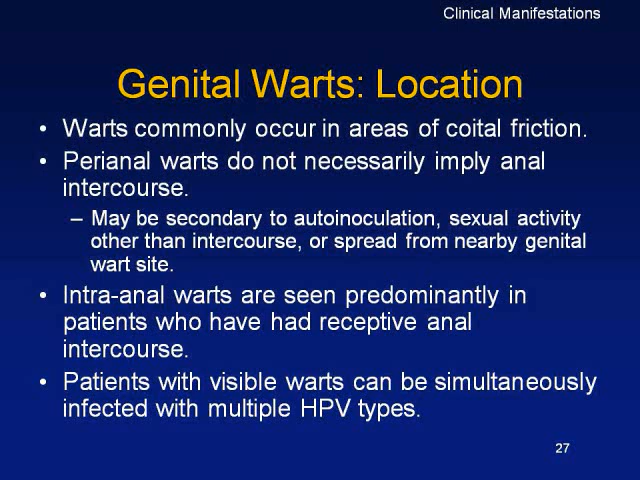 Clinical Manifestations
Genital Warts: Location
• Warts commonly occur in areas of coital friction.
• Perianal warts do not necessarily imply anal
intercourse.
– May be secondary to autoinoculation, sexual activity
other than intercourse, or spread from nearby genital
wart site.
• Intra-anal warts are seen predominantly in
patients who have had receptive anal
intercourse.
• Patients with visible warts can be simultaneously
infected with multiple HPV types.
27